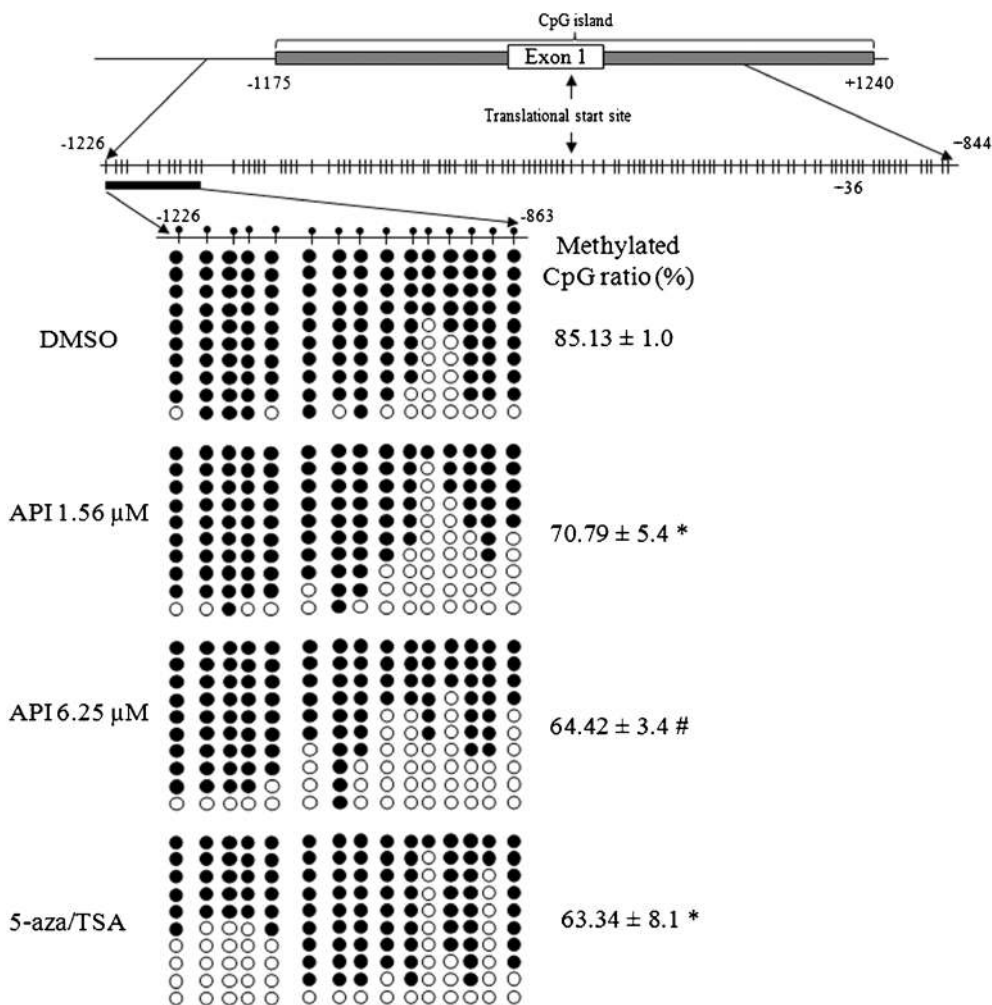 CpG island
Exon 1
-1175
+1240
Translational start site
-1226
−844
−36
-1226
-863
Methylated
CpG ratio (%)
DMSO
85.13 ± 1.0
API 1.56 µM
70.79 ± 5.4 *
API 6.25 µM
64.42 ± 3.4 #
5-aza/TSA
63.34 ± 8.1 *